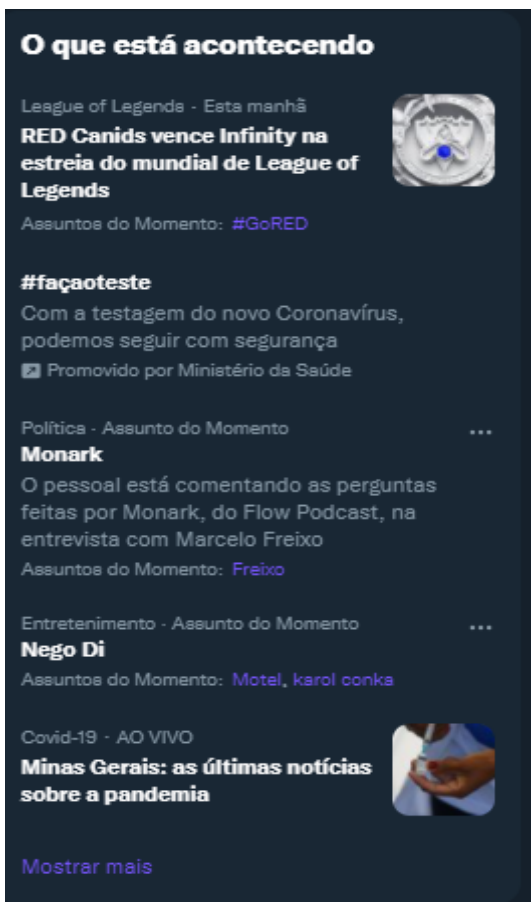 O que está acontecendo
League of Legends · Esta manhã
RED Canids vence Infinity na
estreia do mundial de League of
Legends
Assuntos do Momento: #GoRED
#façaoteste
Com a testagem do novo Coronavírus,
podemos seguir com segurança
Promovido por Ministério da Saúde
Política · Assunto do Momento
Monark
O pessoal está comentando as perguntas
feitas por Monark, do Flow Podcast, na
entrevista com Marcelo Freixo
Assuntos do Momento: Freixo
Entretenimento · Assunto do Momento
Nego Di
Assuntos do Momento: Motel, karol conka
Covid-19 · AO VIVO
Minas Gerais: as últimas notícias
sobre a pandemia
Mostrar mais